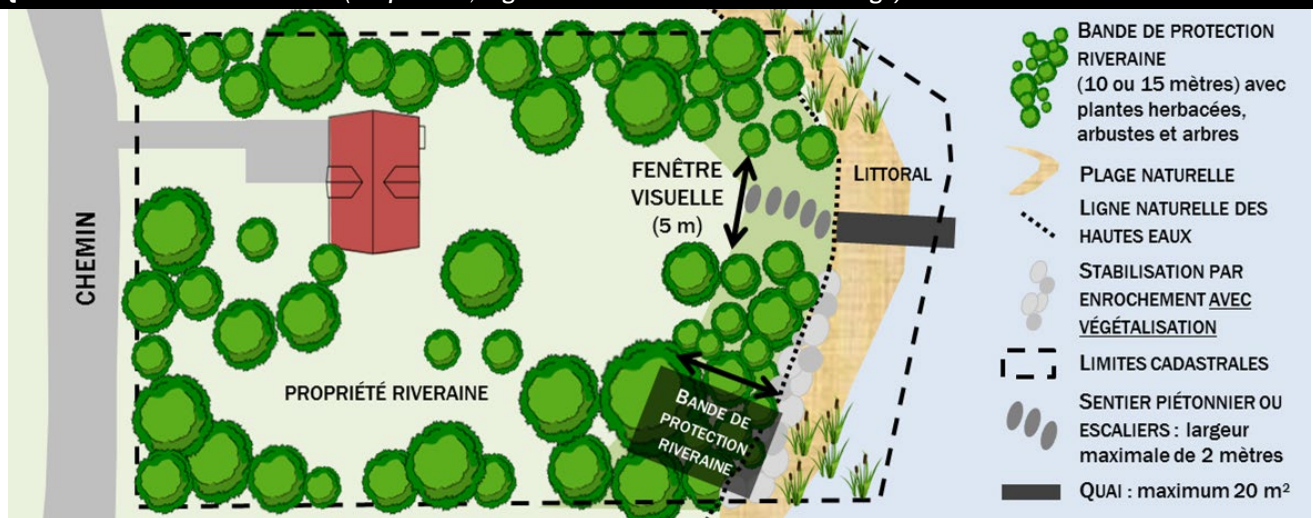 CHEMIN
PROPRIÉTÉ RIVERAINE
FENÊTRE
VISUELLE
(5 m)
LITTORAL
BANDE DE
PROTECTION
RIVERAINE
BANDE DE PROTECTION
RIVERAINE
(10 ou 15 mètres) avec
plantes herbacées,
arbustes et arbres
PLAGE NATURELLE
LIGNE NATURELLE DES
HAUTES EAUX
STABILISATION PAR
ENROCHEMENT AVEC
VÉGÉTALISATION
LIMITES CADASTRALES
SENTIER PIÉTONNIER OU
ESCALIERS : largeur
maximale de 2 mètres
QUAI : maximum 20 m²